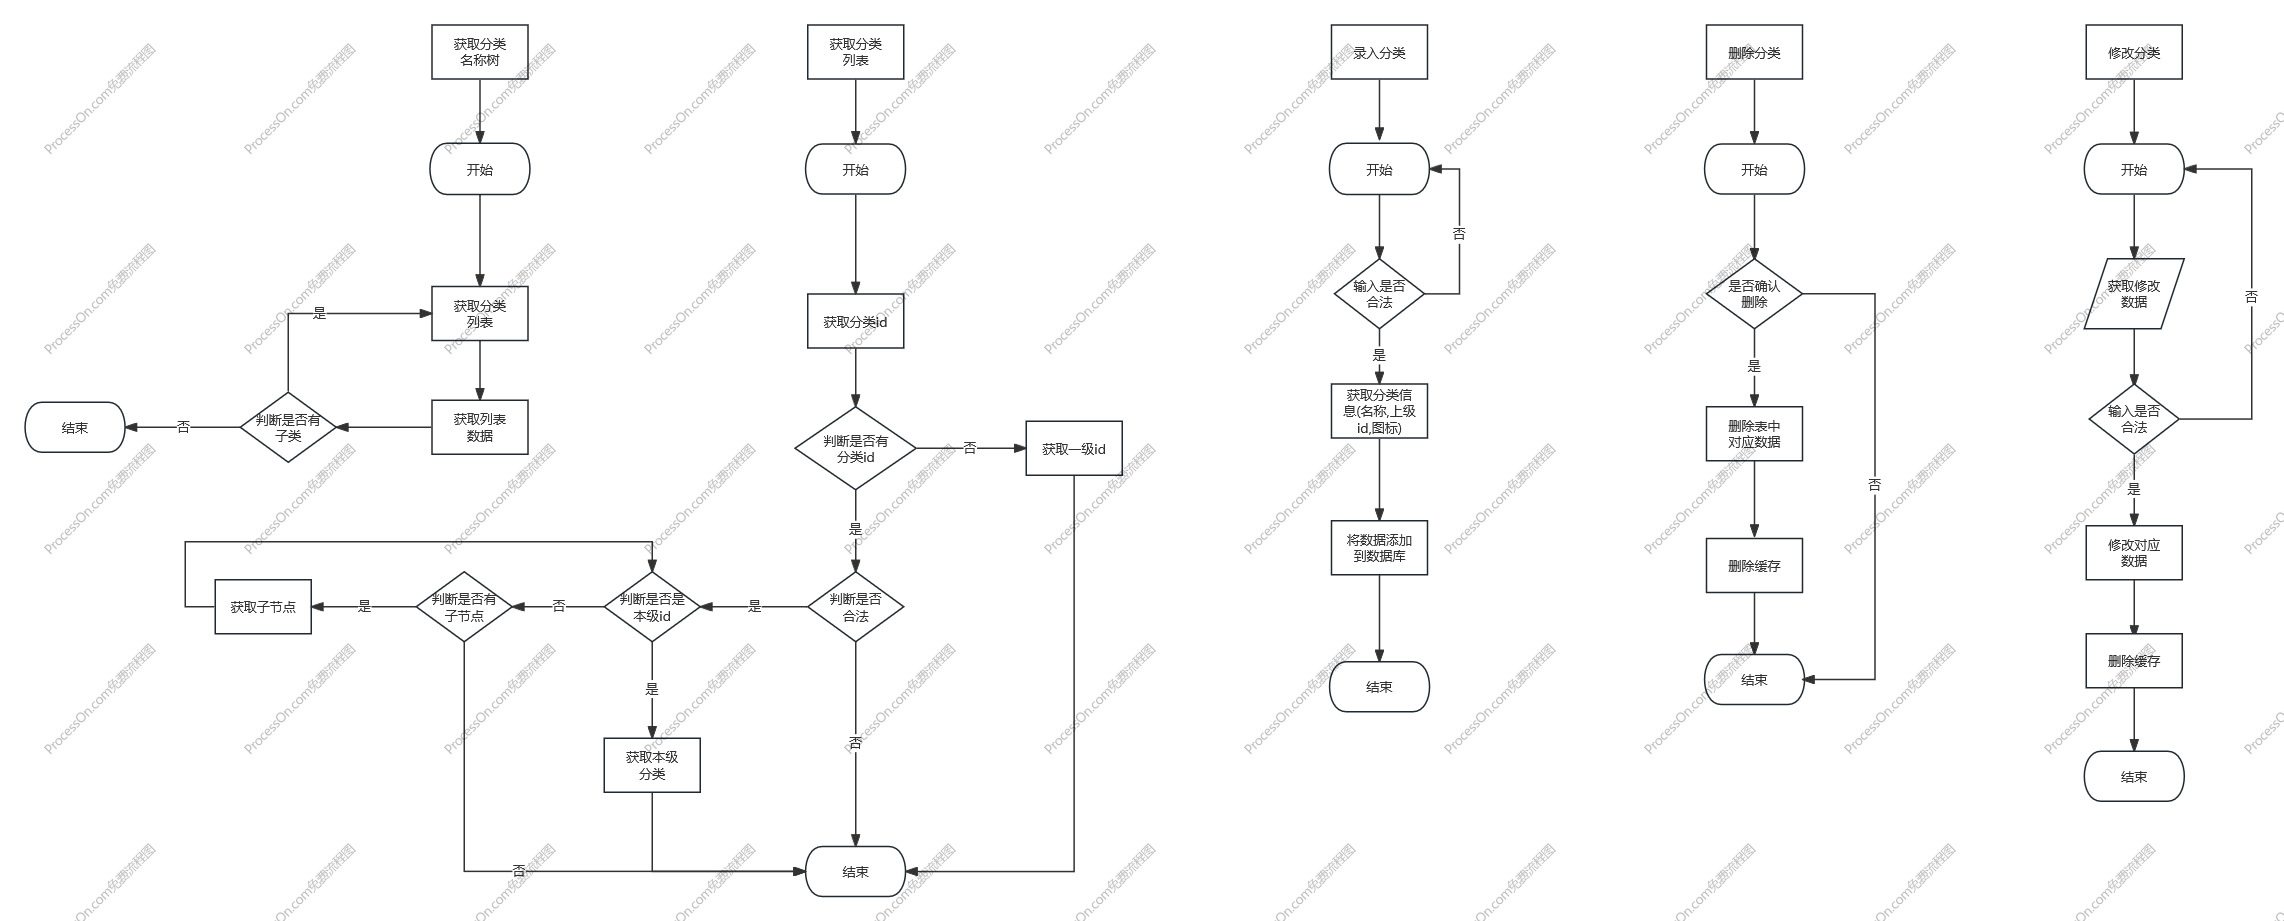 获取分类
名称树
开始
获取分类
列表
获取列表
数据
判断是否有
子类
是
否
结束
获取分类
列表
开始
获取分类id
判断是否有
分类id
否
获取一级id
是
判断是否
合法
是
判断是否是
本级id
否
判断是否有
子节点
是
获取子节点
是
获取本级
分类
否
否
结束
录入分类
开始
否
输入是否
合法
是
获取分类信
息(名称,上级
id,图标)
将数据添加
到数据库
结束
删除分类
开始
是否确认
删除
是
否
删除表中
对应数据
删除缓存
结束
修改分类
开始
获取修改
数据
否
输入是否
合法
是
修改对应
数据
删除缓存
结束
ProcessOn.com免费流程图